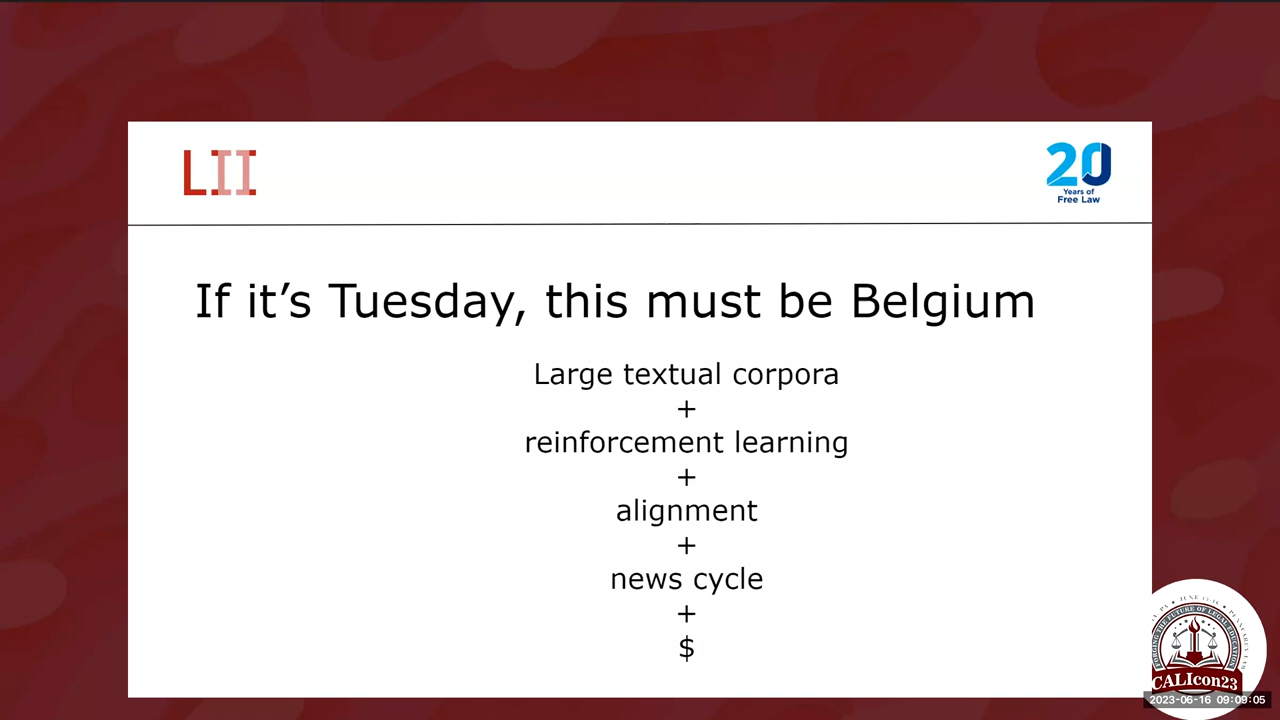 LII
20
Years of
Free Law
If it’s Tuesday, this must be Belgium
Large textual corpora
+
reinforcement learning
+
alignment
+
news cycle
+
$
CALIcon23
2023-06-16 09:09:05